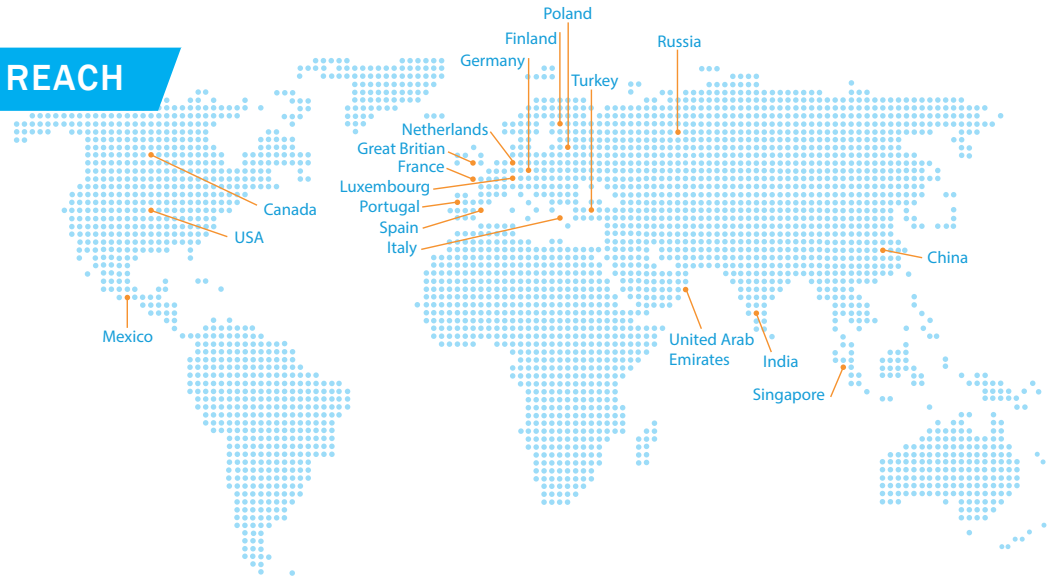 REACH
Poland
Finland
Russia
Germany
Turkey
Netherlands
Great Britian
France
Luxembourg
Portugal
Spain
Italy
Canada
USA
Mexico
China
United Arab
Emirates
India
Singapore